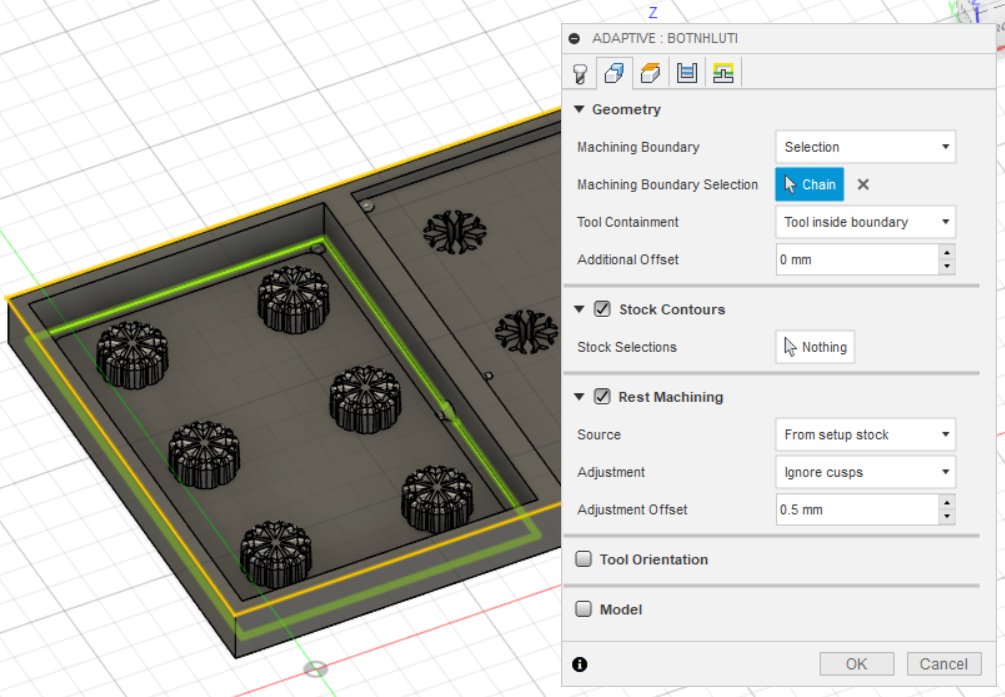 Z
ADAPTIVE : BOTNHLUTI
Geometry
Machining Boundary Selection
Machining Boundary Selection Chain
Tool Containment Tool inside boundary
Additional Offset 0 mm
Stock Contours
Stock Selections Nothing
Rest Machining
Source From setup stock
Adjustment Ignore cusps
Adjustment Offset 0.5 mm
Tool Orientation
Model
OK Cancel